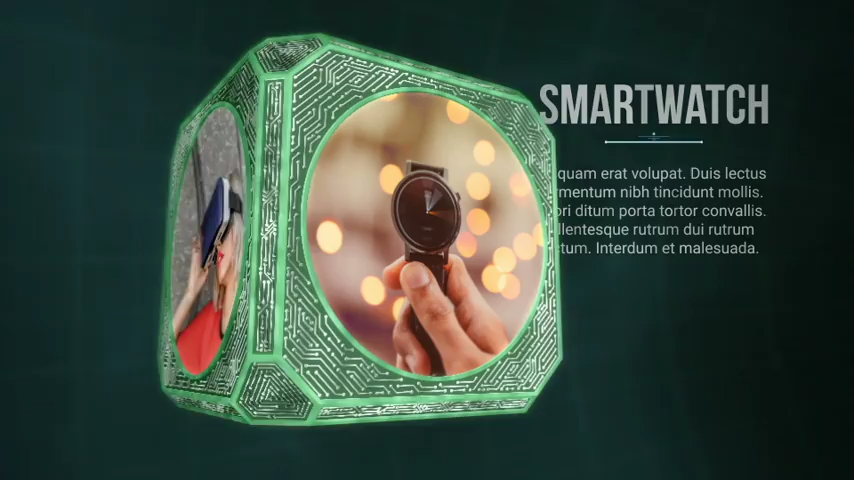 SMARTWATCH
quam erat volupat. Duis lectus
mentum nibh tincidunt mollis.
ditum porta tortor convallis.
rutrum dui rutrum
Interdum et malesuada.